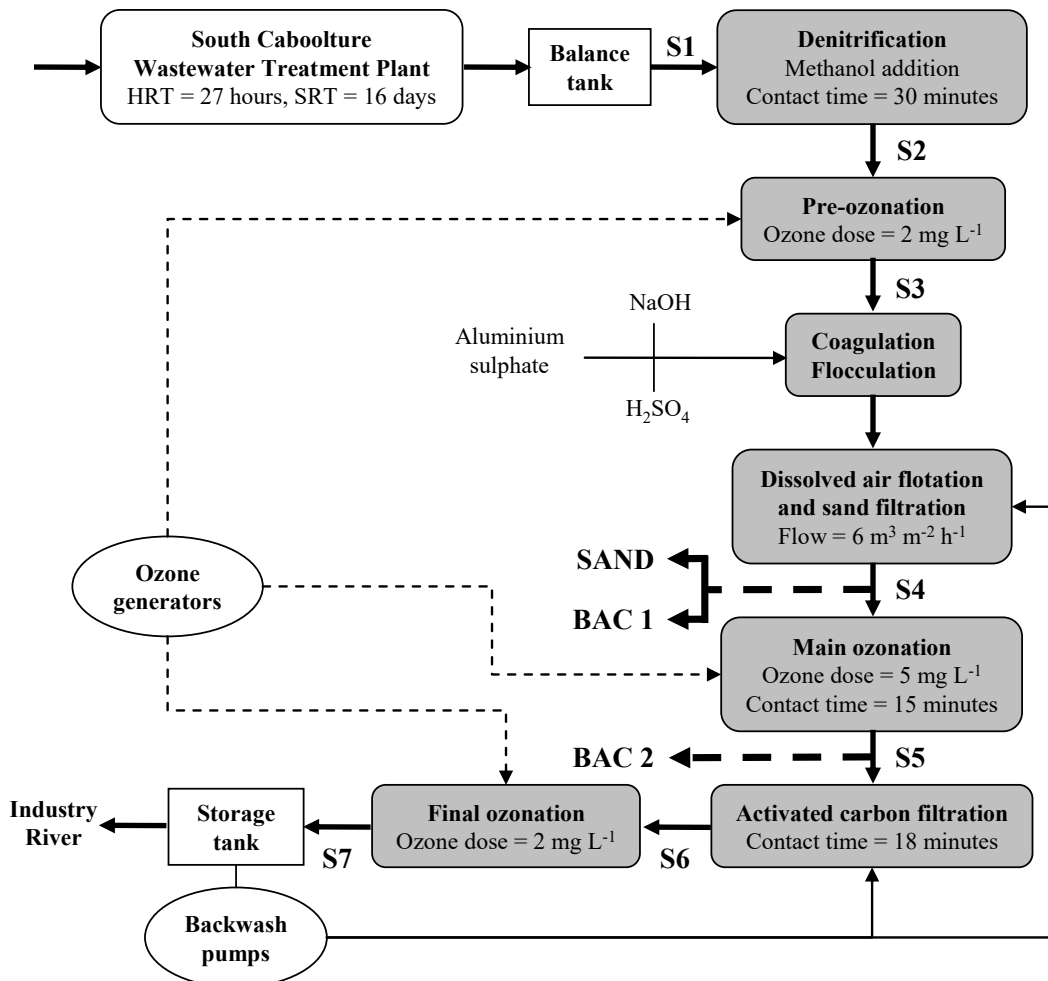 South Caboolture
Wastewater Treatment Plant
HRT = 27 hours, SRT = 16 days
Balance
tank
S1
Denitrification
Methanol addition
Contact time = 30 minutes
S2
Pre-ozonation
Ozone dose = 2 mg L⁻¹
S3
NaOH
Aluminium
sulphate
H₂SO₄
Coagulation
Flocculation
Dissolved air flotation
and sand filtration
Flow = 6 m³ m⁻² h⁻¹
SAND
BAC 1
S4
Ozone
generators
Main ozonation
Ozone dose = 5 mg L⁻¹
Contact time = 15 minutes
BAC 2
S5
Activated carbon filtration
Contact time = 18 minutes
S6
Final ozonation
Ozone dose = 2 mg L⁻¹
S7
Storage
tank
Industry
River
Backwash
pumps